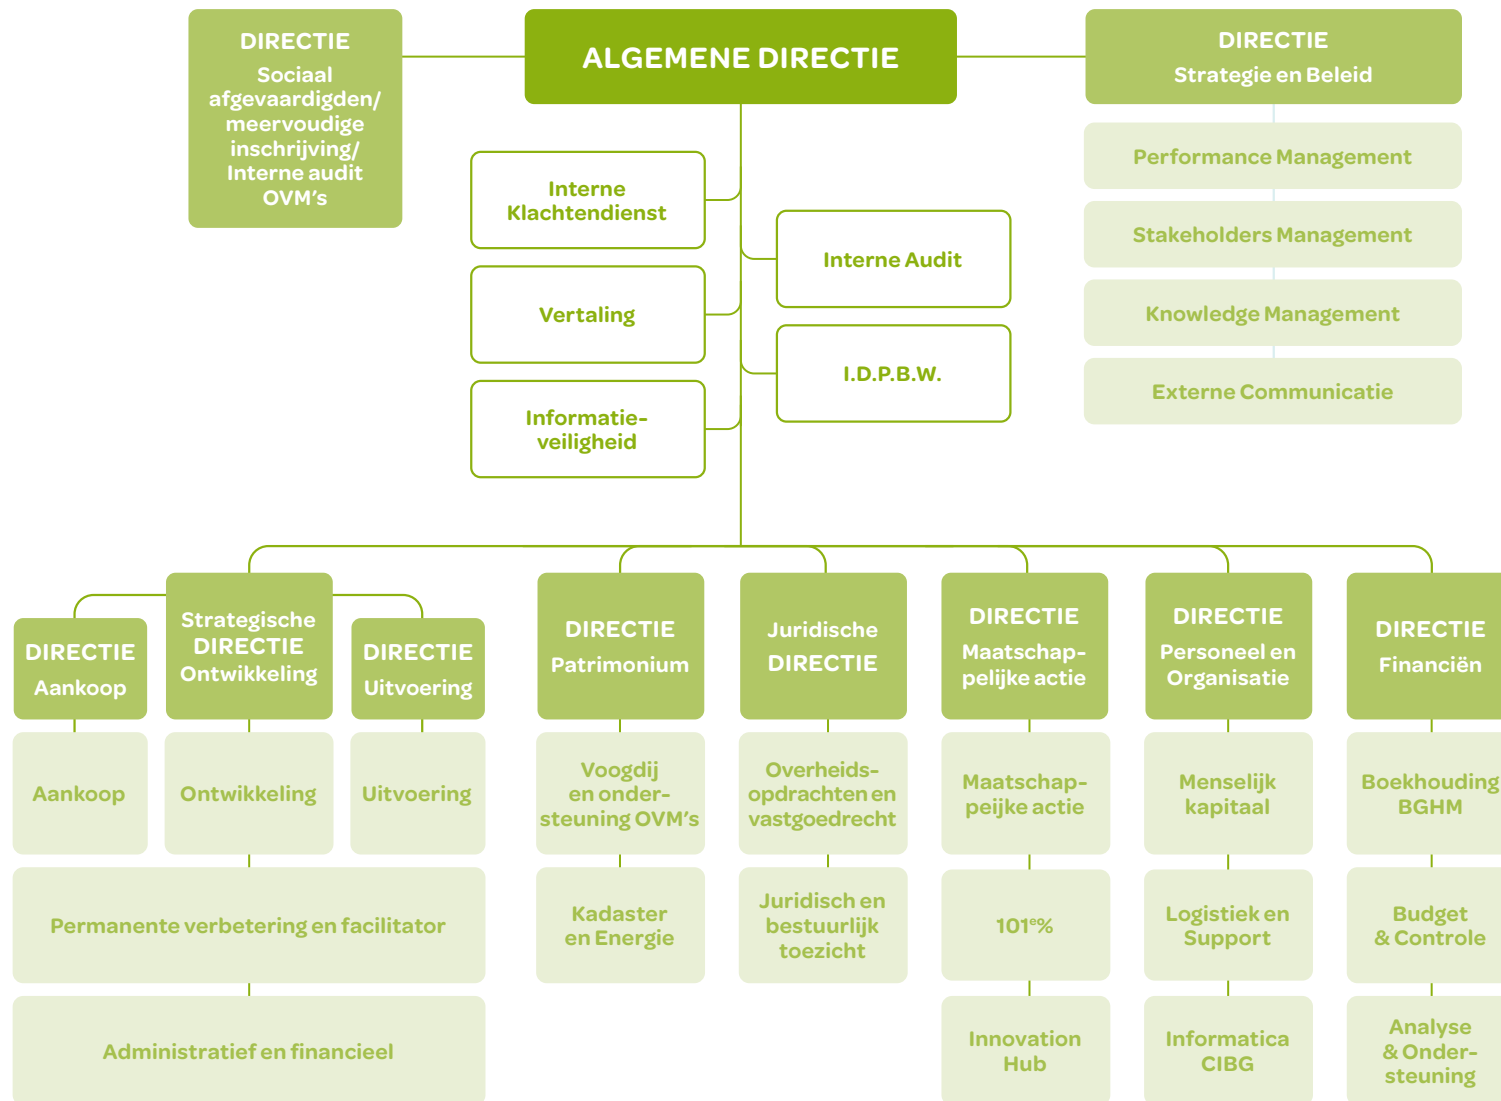 DIRECTIE
Sociaal
afgevaardigden/
meervoudige
inschrijving/
Interne audit
OVM's
ALGEMENE DIRECTIE
DIRECTIE
Strategie en Beleid
Performance Management
Stakeholders Management
Knowledge Management
Externe Communicatie
Interne
Klachtendienst
Interne Audit
Vertaling
I.D.P.B.W.
Informatie-
veiligheid
DIRECTIE
Aankoop
Strategische
DIRECTIE
Ontwikkeling
DIRECTIE
Uitvoering
DIRECTIE
Patrimonium
Juridische
DIRECTIE
DIRECTIE
Maatschap-
pelijke actie
DIRECTIE
Personeel en
Organisatie
DIRECTIE
Financiën
Aankoop
Ontwikkeling
Uitvoering
Voogdij
en onder-
steuning OVM's
Overheids-
opdrachten en
vastgoedrecht
Maatschap-
peijke actie
Menselijk
kapitaal
Boekhouding
BGHM
Permanente verbetering en facilitator
Kadaster
en Energie
Juridisch en
bestuurlijk
toezicht
101e%
Logistiek en
Support
Budget
& Controle
Administratief en financieel
Innovation
Hub
Informatica
CIBG
Analyse
& Onder-
steuning